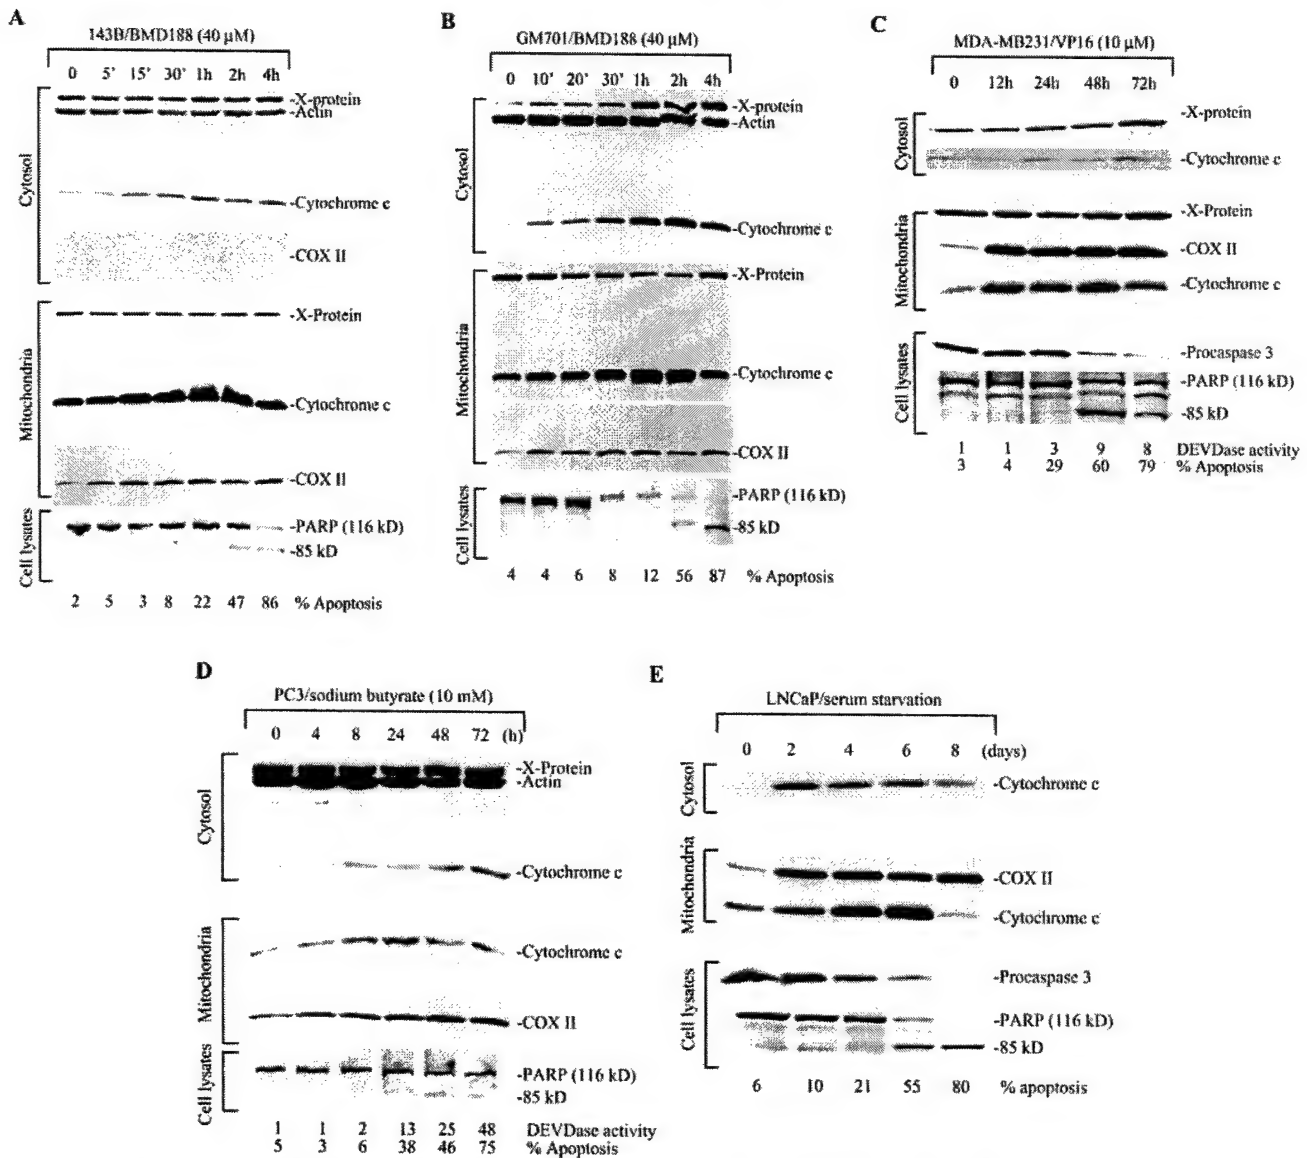 A
143B/BMD188 (40 µM)
0 5' 15' 30' 1h 2h 4h
Cytosol
-X-protein
-Actin
-Cytochrome c
-COX II
Mitochondria
-X-Protein
-Cytochrome c
-COX II
Cell lysates
-PARP (116 kD)
-85 kD
2 5 3 8 22 47 86 % Apoptosis
B
GM701/BMD188 (40 µM)
0 10' 20' 30' 1h 2h 4h
Cytosol
-X-protein
-Actin
-Cytochrome c
Mitochondria
-X-Protein
-Cytochrome c
-COX II
Cell lysates
-PARP (116 kD)
-85 kD
4 4 6 8 12 56 87 % Apoptosis
C
MDA-MB231/VP16 (10 µM)
0 12h 24h 48h 72h
Cytosol
-X-protein
-Cytochrome c
Mitochondria
-X-Protein
-COX II
-Cytochrome c
Cell lysates
-Procaspase 3
-PARP (116 kD)
-85 kD
1 1 3 9 8 DEVDase activity
3 4 29 60 79 % Apoptosis
D
PC3/sodium butyrate (10 mM)
0 4 8 24 48 72 (h)
Cytosol
-X-Protein
-Actin
-Cytochrome c
Mitochondria
-Cytochrome c
-COX II
Cell lysates
-PARP (116 kD)
-85 kD
1 1 2 13 25 48 DEVDase activity
5 3 6 38 46 75 % Apoptosis
E
LNCaP/serum starvation
0 2 4 6 8 (days)
Cytosol
-Cytochrome c
Mitochondria
-COX II
-Cytochrome c
Cell lysates
-Procaspase 3
-PARP (116 kD)
-85 kD
6 10 21 55 80 % apoptosis